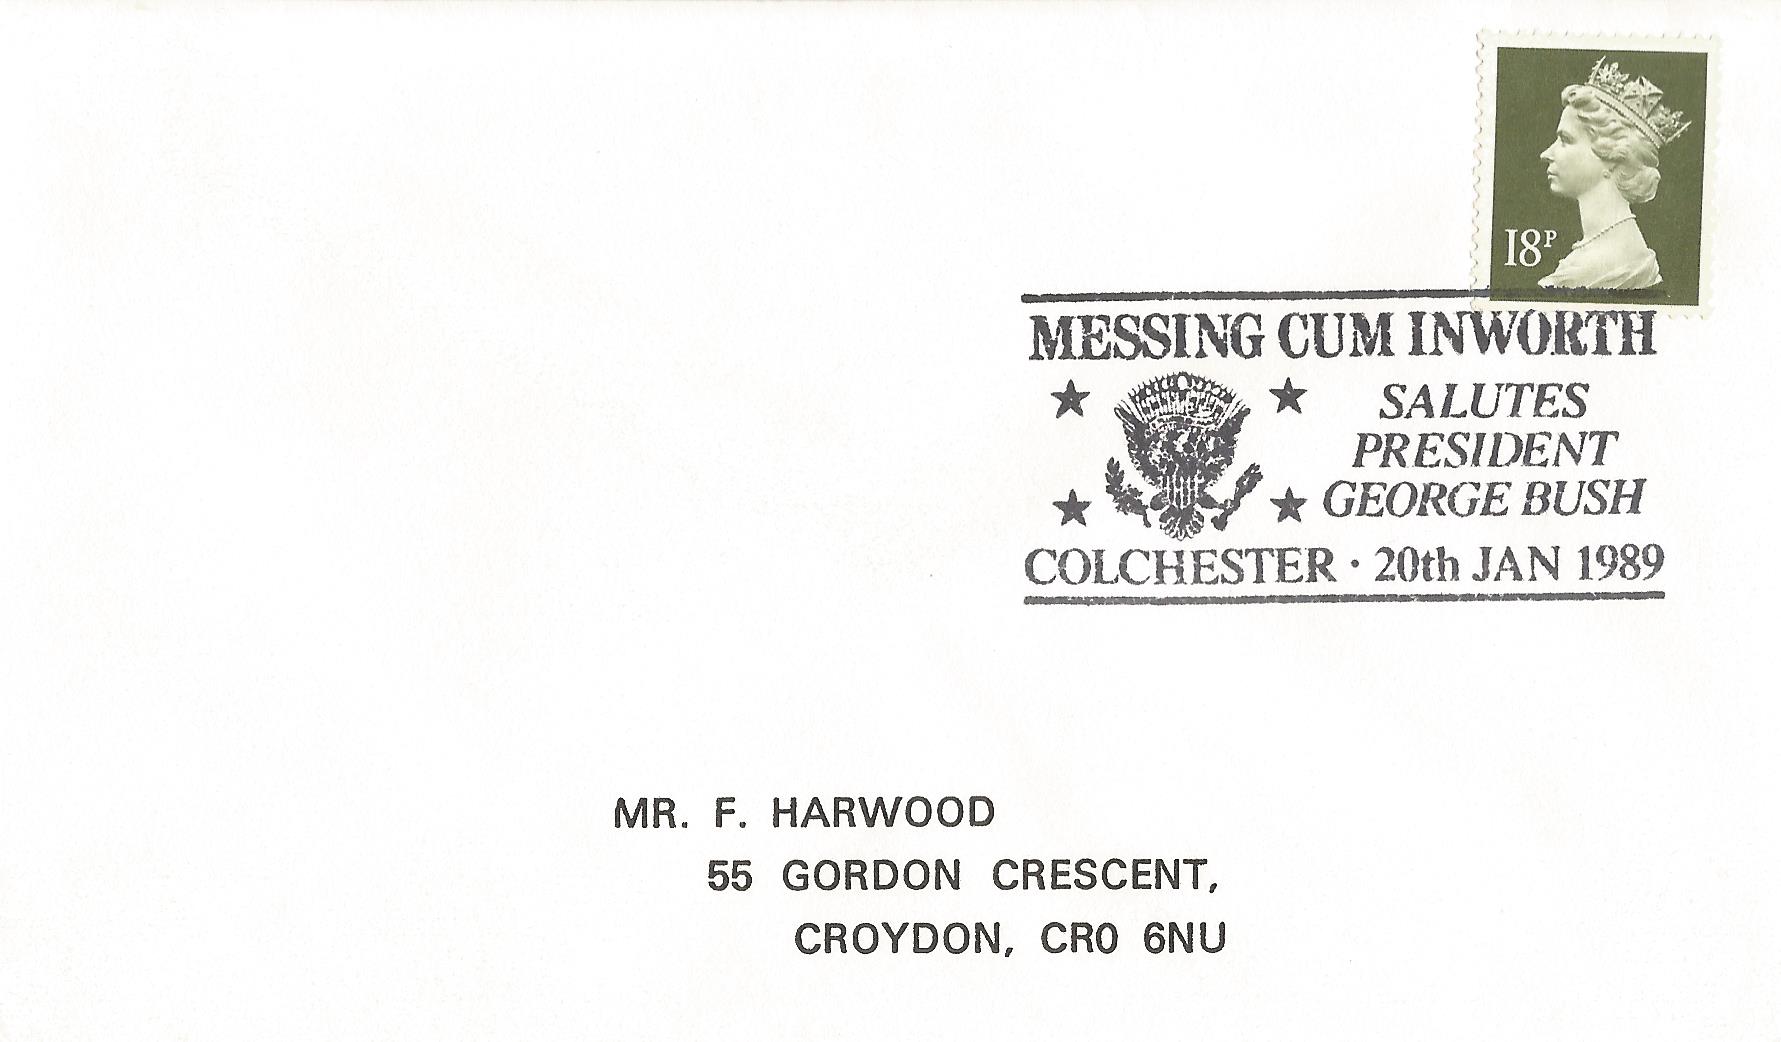 18P
MESSING CUM INWORTH
SALUTES
PRESIDENT
GEORGE BUSH
COLCHESTER · 20th JAN 1989
MR. F. HARWOOD
55 GORDON CRESCENT,
CROYDON, CR0 6NU